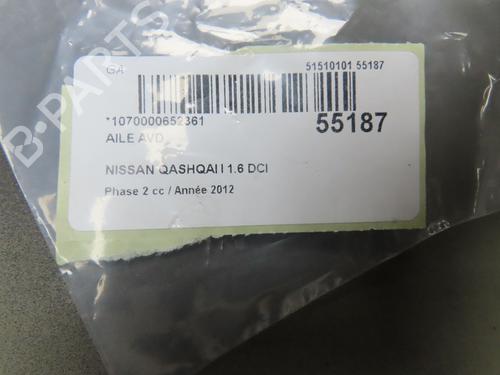 GA
51510101 55187
*1070000652361
55187
AILE AVD
NISSAN QASHQAI I 1.6 DCI
Phase 2 cc / Année 2012
B-PARTS